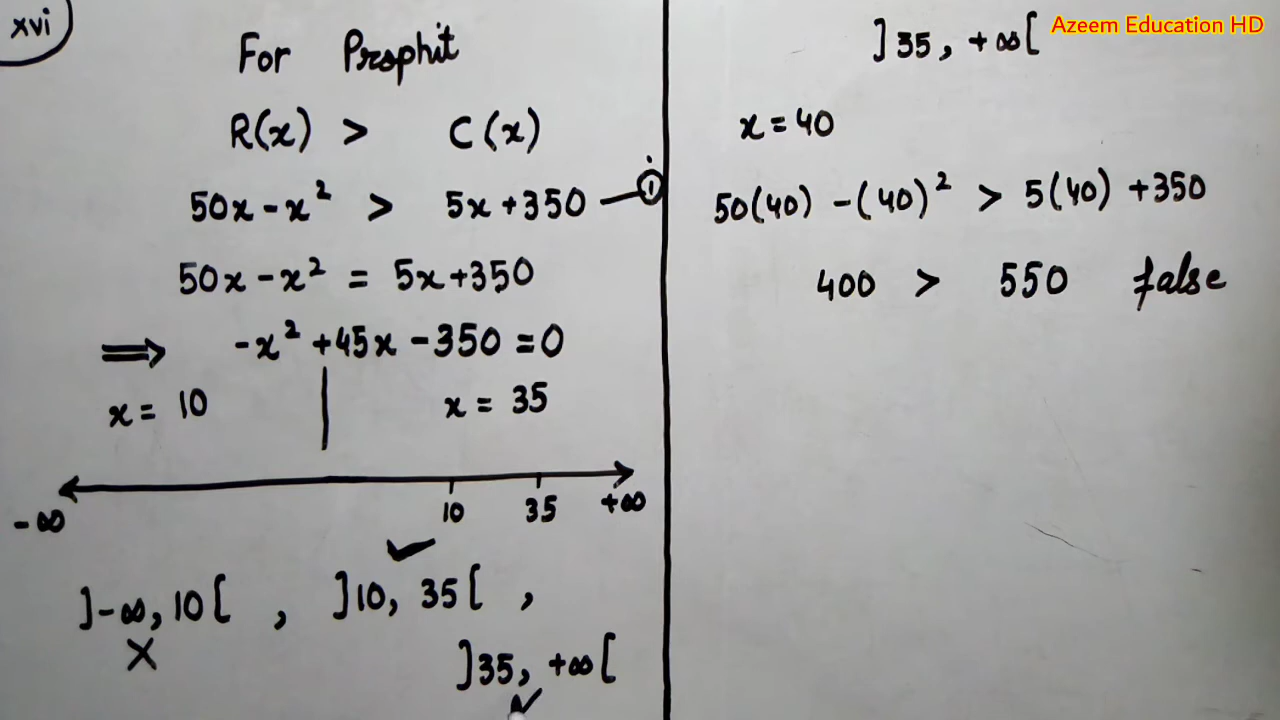 xvi
For Prophit
R(x) > C(x)
50x - x² > 5x + 350 — ①
50x - x² = 5x + 350
⟹ -x² + 45x - 350 = 0
x = 10 | x = 35
-∞ 10 35 +∞
✓
]-∞, 10[ , ]10, 35[ ,
✗
]35, +∞[
✓
Azeem Education HD
]35, +∞[
x = 40
50(40) - (40)² > 5(40) + 350
400 > 550 false